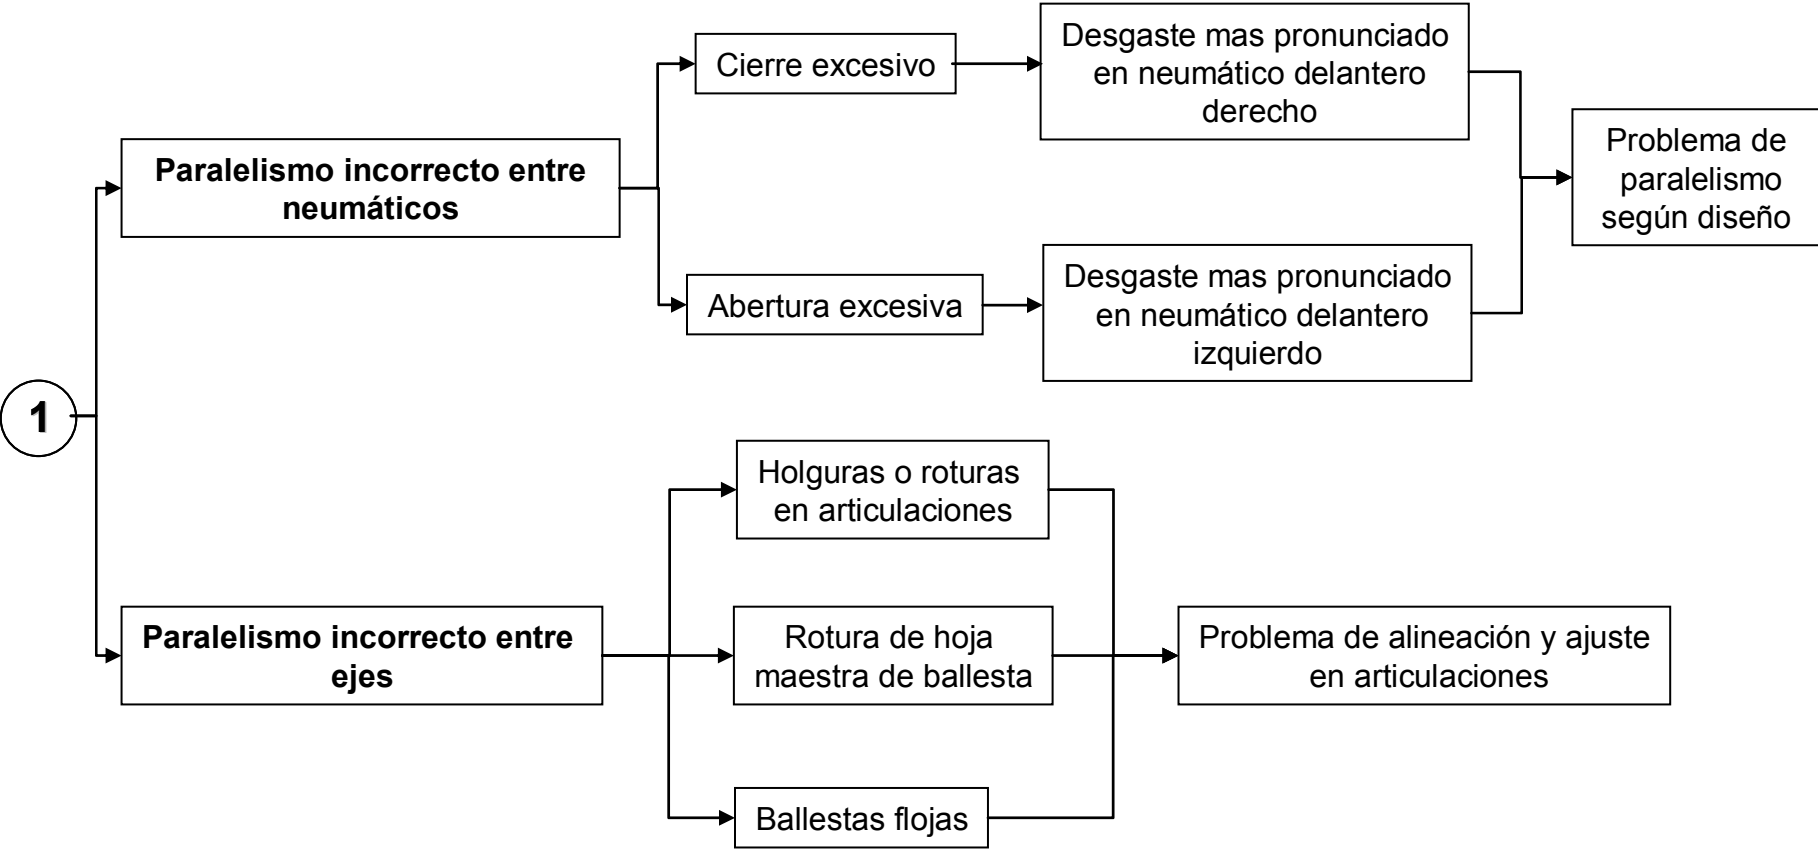 Cierre excesivo
Desgaste mas pronunciado
en neumático delantero
derecho
Paralelismo incorrecto entre
neumáticos
Problema de
paralelismo
según diseño
Abertura excesiva
Desgaste mas pronunciado
en neumático delantero
izquierdo
1
Holguras o roturas
en articulaciones
Paralelismo incorrecto entre
ejes
Rotura de hoja
maestra de ballesta
Problema de alineación y ajuste
en articulaciones
Ballestas flojas